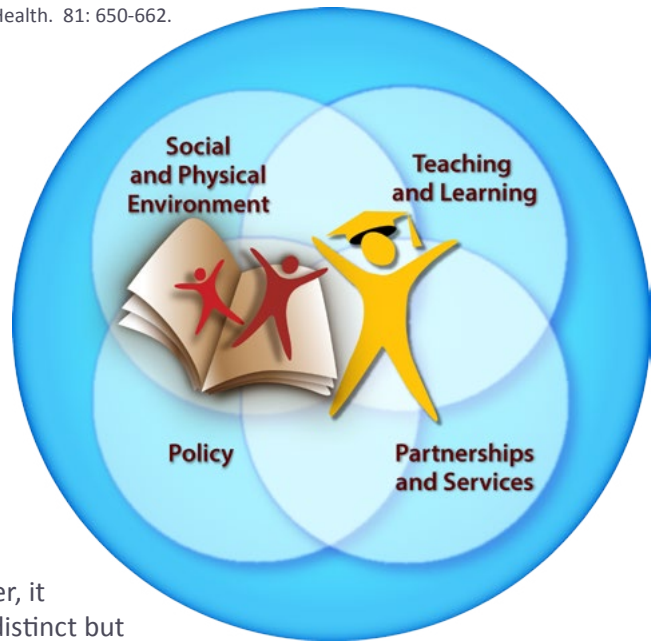 Health.  81: 650-662.
Social
and Physical
Environment
Teaching
and Learning
Policy
Partnerships
and Services
er, it
distinct but